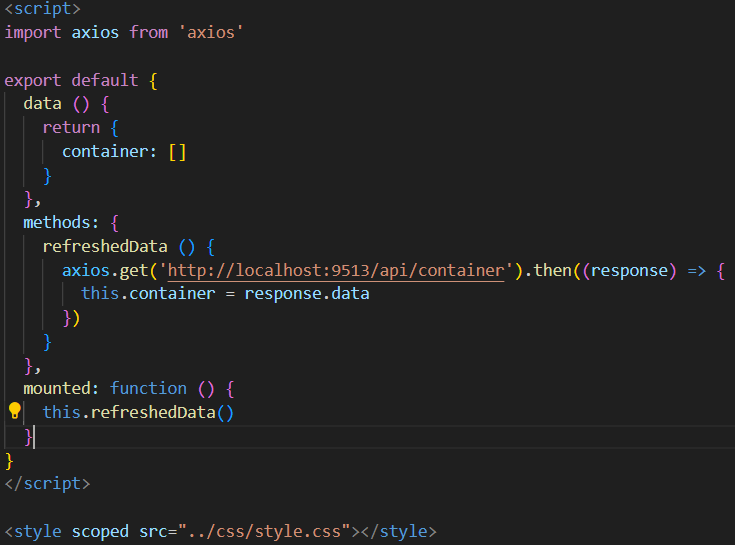 <script>
import axios from 'axios'
export default {
data () {
return {
container: []
}
},
methods: {
refreshedData () {
axios.get('http://localhost:9513/api/container').then((response) => {
this.container = response.data
})
}
},
mounted: function () {
this.refreshedData()
}
}
</script>
<style scoped src="../css/style.css"></style>